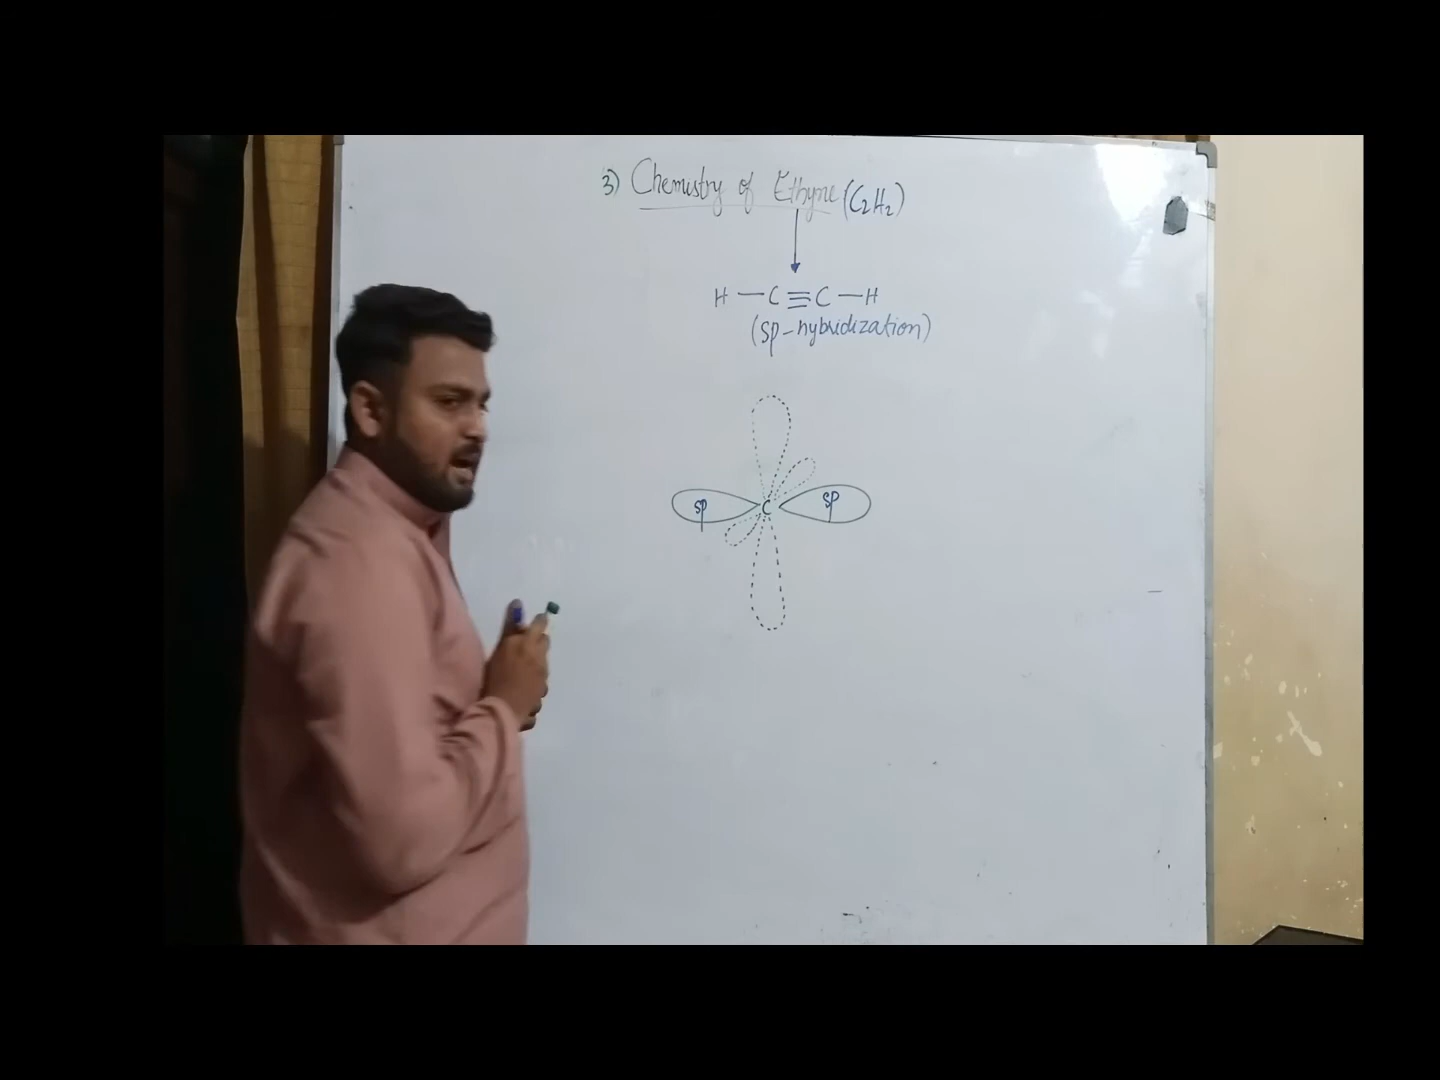 3) Chemistry of Ethyne (C₂H₂)
H — C ≡ C — H
(sp-hybridization)
sp C sp